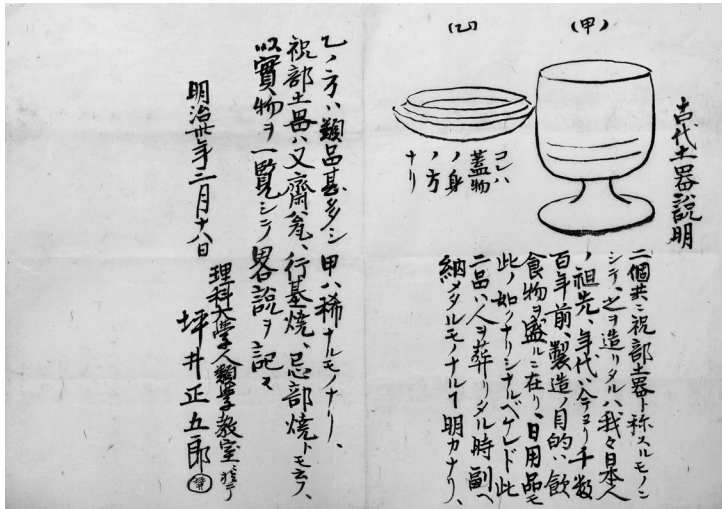 古代土器説明
(甲)
(乙)
コレハ
蓋物
ノ身
ノ方
ナリ
二個共ニ祝部土器ト称スルモノニ
シテ、之ヲ造リタルハ、我々日本人
ノ祖先、年代ハ今ヨリ千数
百年前、製造ノ目的ハ飲
食物ヲ盛ルニ在リ、日用品モ
此ノ如クナリシナルベケレド此
二品ハ人ヲ葬リタル時副ヘ
納メタルモノナルヿ明カナリ、
乙ノ方ハ類品甚多シ甲ハ稀ナルモノナリ、
祝部土器ハ又齋瓮、行基焼、忌部焼トモ云フ、
以實物ヲ一覧シテ畧説ヲ記ス
明治卅年二月十八日
理科大學人類學教室ニ於テ
坪井正五郎